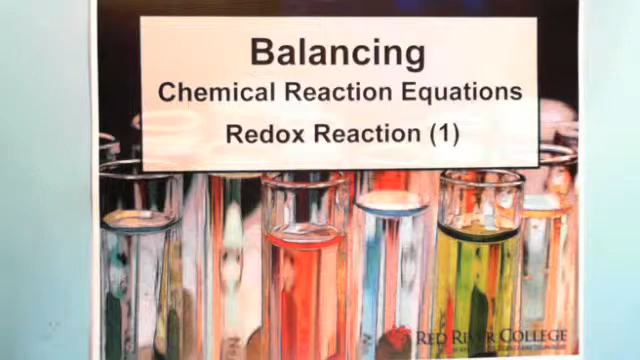 Balancing
Chemical Reaction Equations
Redox Reaction (1)
RED RIVER COLLEGE